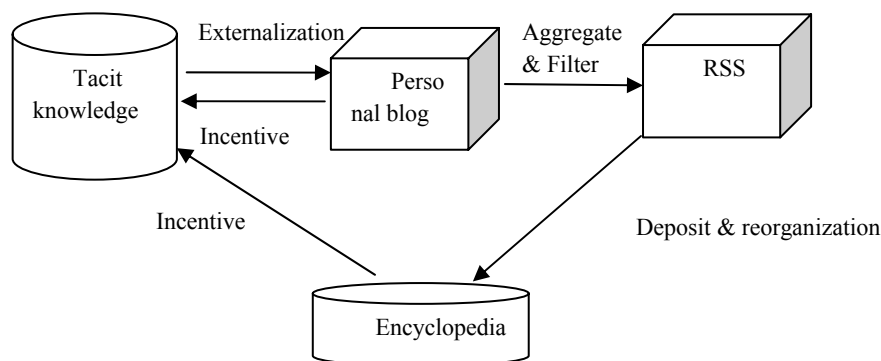 Externalization
Tacit
knowledge
Perso
nal blog
Incentive
Aggregate
& Filter
RSS
Incentive
Deposit & reorganization
Encyclopedia